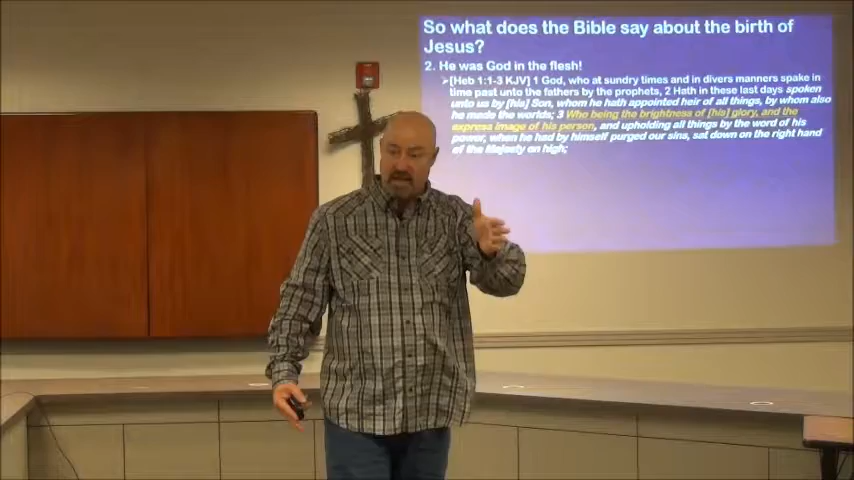 So what does the Bible say about the birth of
Jesus?
2. He was God in the flesh!
[Heb 1:1-3 KJV] 1 God, who at sundry times and in divers manners spake in
time past unto the fathers by the prophets, 2 Hath in these last days spoken
unto us by [his] Son, whom he hath appointed heir of all things, by whom also
he made the worlds; 3 Who being the brightness of [his] glory, and the
express image of his person, and upholding all things by the word of his
power, when he had by himself purged our sins, sat down on the right hand
of the Majesty on high;